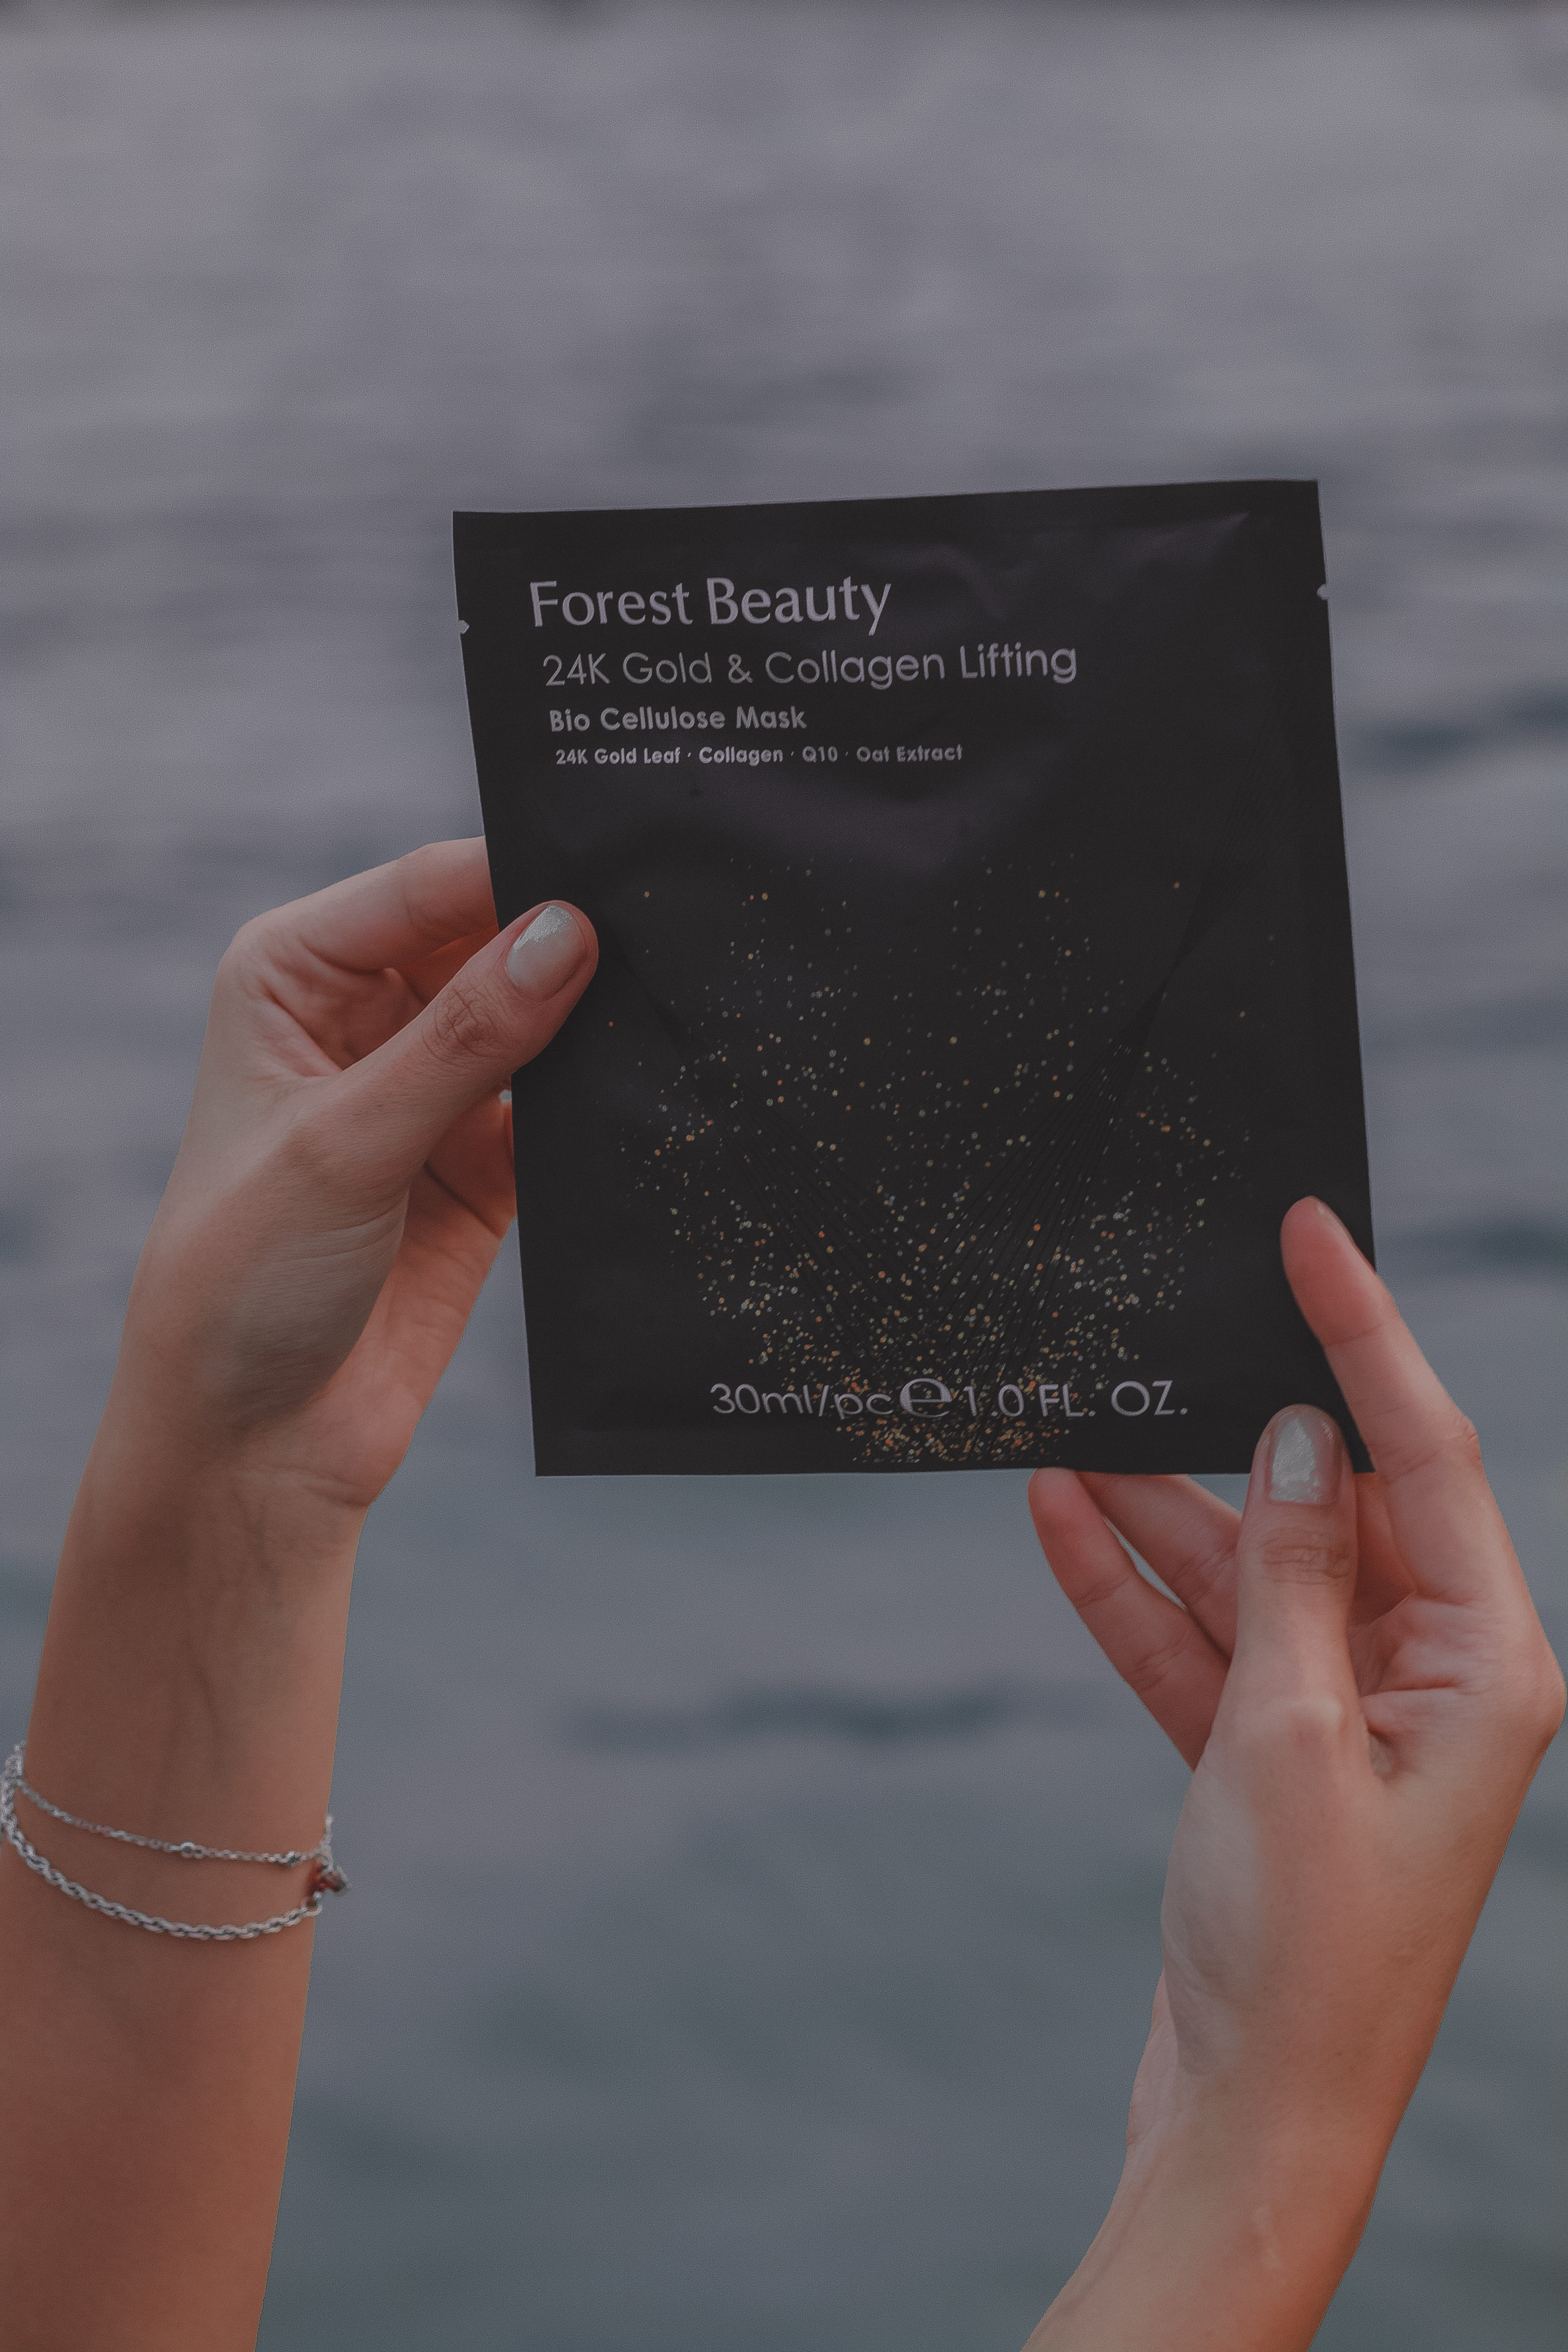 Forest Beauty
24K Gold & Collagen Lifting
Bio Cellulose Mask
24K Gold Leaf · Collagen · Q10 · Oat Extract
30ml/pc ℮ 1.0 FL. OZ.